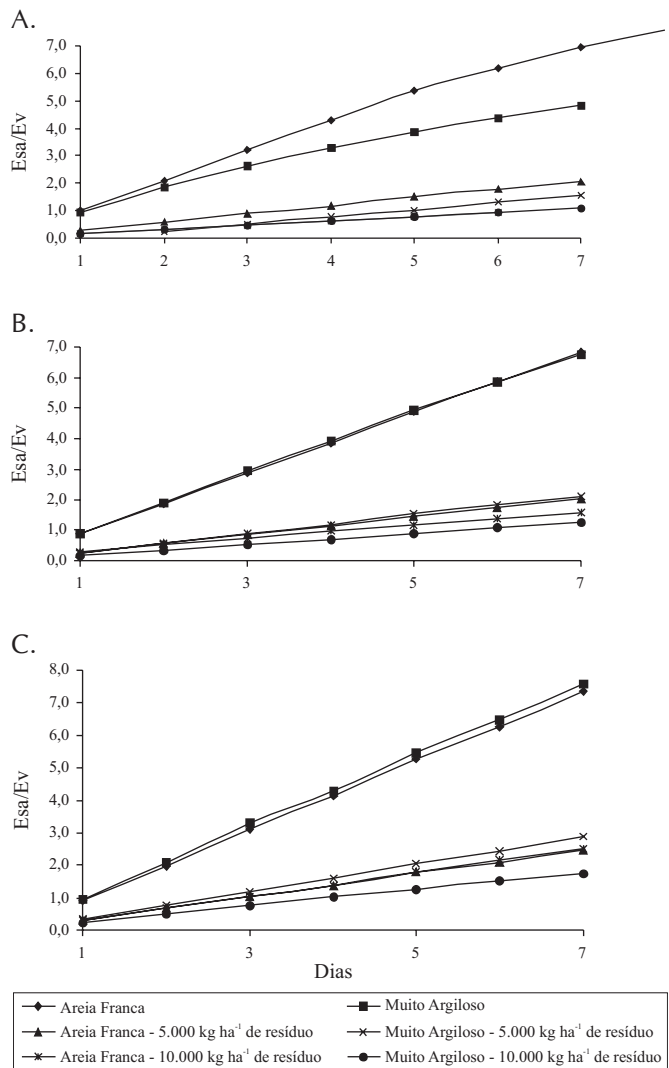 A.
7,0
6,0
5,0
4,0
3,0
2,0
1,0
0,0
Esa/Ev
1 2 3 4 5 6 7
B.
7,0
6,0
5,0
4,0
3,0
2,0
1,0
0,0
Esa/Ev
1 3 5 7
C.
8,0
7,0
6,0
5,0
4,0
3,0
2,0
1,0
0,0
Esa/Ev
1 3 5 7
Dias
Areia Franca
Muito Argiloso
Areia Franca - 5.000 kg ha⁻¹ de resíduo
Muito Argiloso - 5.000 kg ha⁻¹ de resíduo
Areia Franca - 10.000 kg ha⁻¹ de resíduo
Muito Argiloso - 10.000 kg ha⁻¹ de resíduo